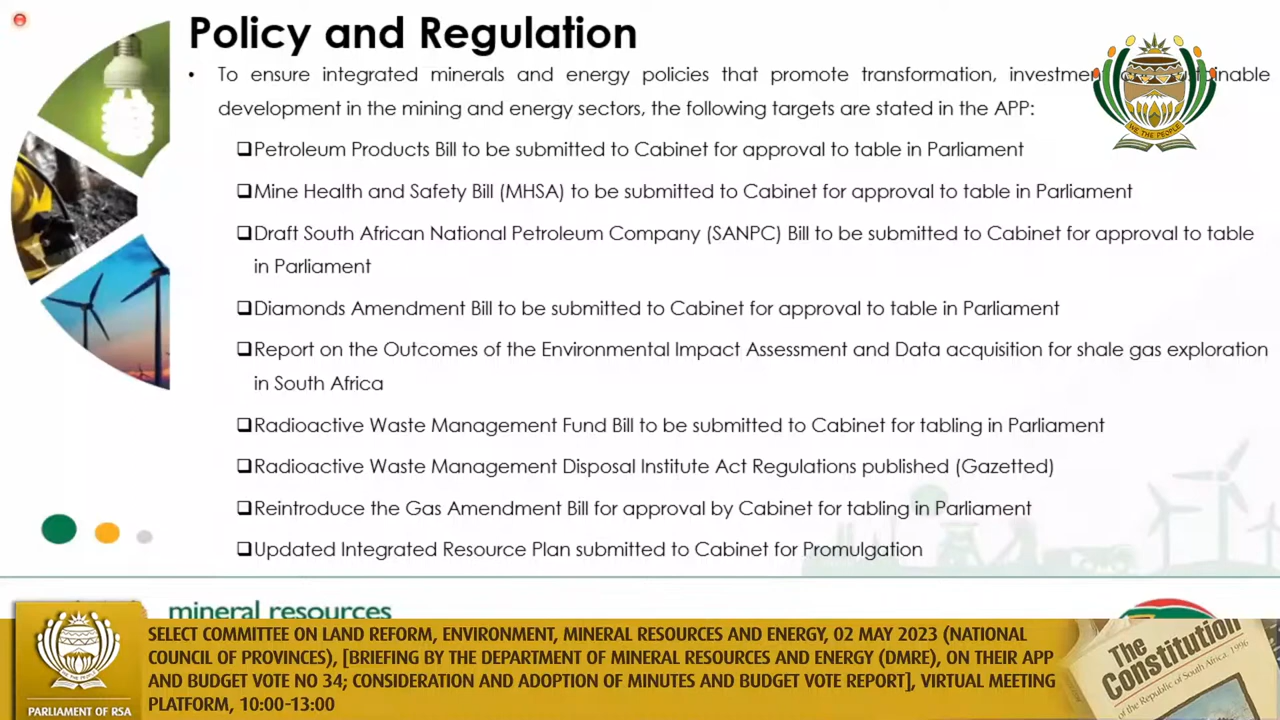 Policy and Regulation
• To ensure integrated minerals and energy policies that promote transformation, investment
development in the mining and energy sectors, the following targets are stated in the APP:
❑Petroleum Products Bill to be submitted to Cabinet for approval to table in Parliament
❑Mine Health and Safety Bill (MHSA) to be submitted to Cabinet for approval to table in Parliament
❑Draft South African National Petroleum Company (SANPC) Bill to be submitted to Cabinet for approval to table
in Parliament
❑Diamonds Amendment Bill to be submitted to Cabinet for approval to table in Parliament
❑Report on the Outcomes of the Environmental Impact Assessment and Data acquisition for shale gas exploration
in South Africa
❑Radioactive Waste Management Fund Bill to be submitted to Cabinet for tabling in Parliament
❑Radioactive Waste Management Disposal Institute Act Regulations published (Gazetted)
❑Reintroduce the Gas Amendment Bill for approval by Cabinet for tabling in Parliament
❑Updated Integrated Resource Plan submitted to Cabinet for Promulgation
WE THE PEOPLE
mineral resources
SELECT COMMITTEE ON LAND REFORM, ENVIRONMENT, MINERAL RESOURCES AND ENERGY, 02 MAY 2023 (NATIONAL
COUNCIL OF PROVINCES), [BRIEFING BY THE DEPARTMENT OF MINERAL RESOURCES AND ENERGY (DMRE), ON THEIR APP
AND BUDGET VOTE NO 34; CONSIDERATION AND ADOPTION OF MINUTES AND BUDGET VOTE REPORT], VIRTUAL MEETING
PLATFORM, 10:00-13:00
PARLIAMENT OF RSA
The
Constitution
of the Republic of South Africa, 1996